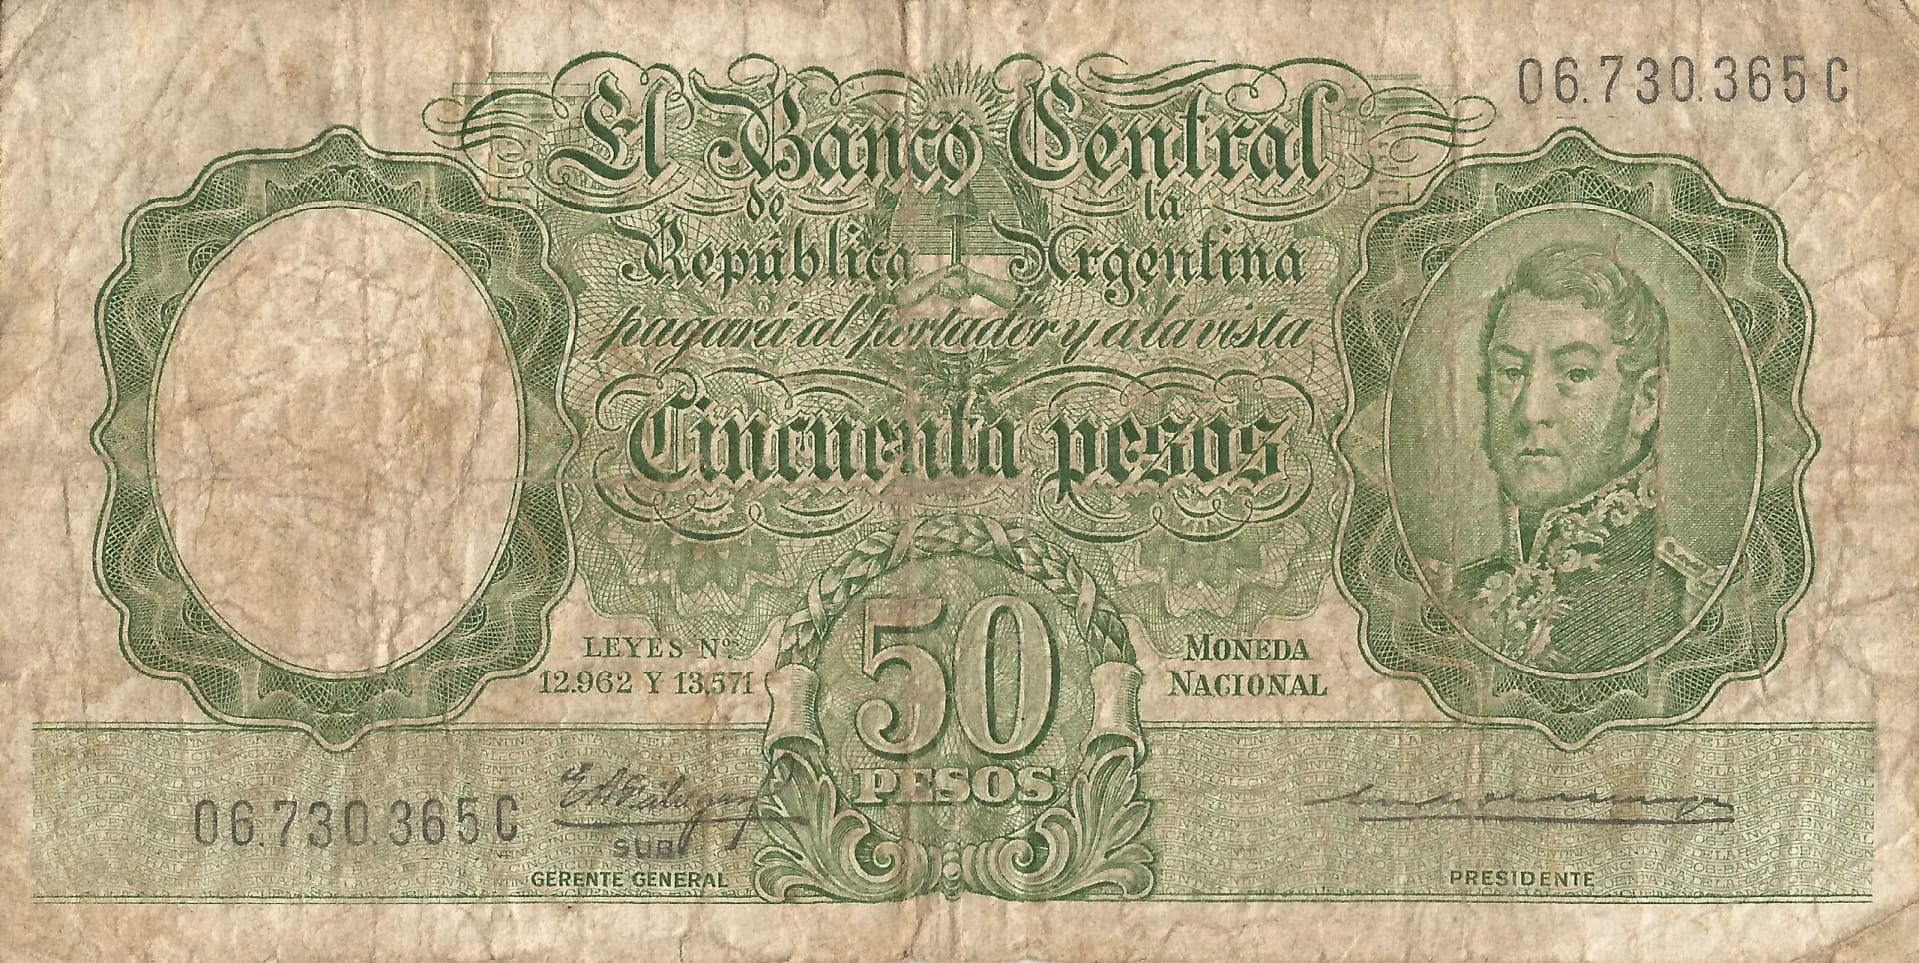 06.730.365 C
El Banco Central
de la
República Argentina
pagará al portador y a la vista
Cincuenta pesos
LEYES Nos.
12.962 Y 13.571
MONEDA
NACIONAL
50
PESOS
06.730.365 C
SUB
GERENTE GENERAL
PRESIDENTE